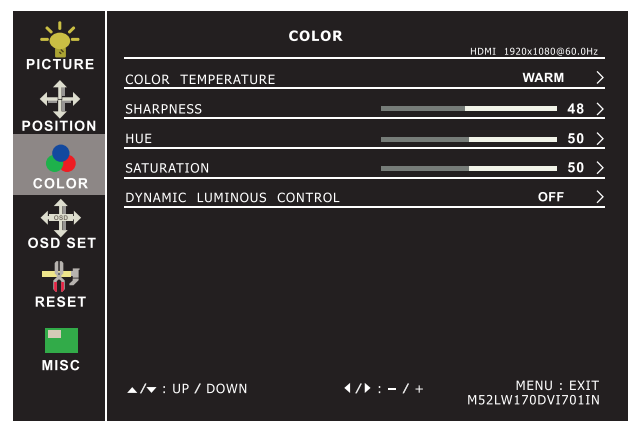 COLOR
HDMI 1920x1080@60.0Hz
PICTURE
POSITION
COLOR
OSD
OSD SET
RESET
MISC
COLOR TEMPERATURE WARM >
SHARPNESS 48 >
HUE 50 >
SATURATION 50 >
DYNAMIC LUMINOUS CONTROL OFF >
▲/▼ : UP / DOWN ◀/▶ : – / + MENU : EXIT
M52LW170DVI701IN